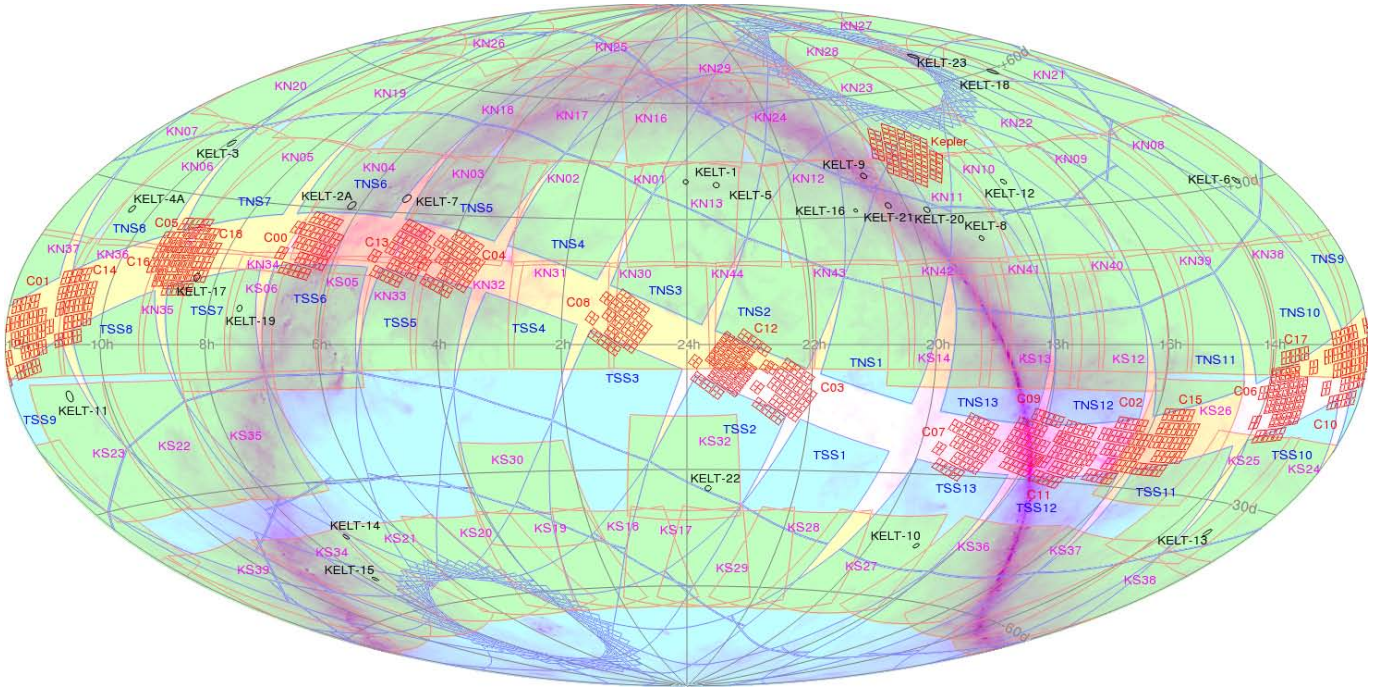 KN27
KN26
KN25
KN28
KELT-23
+60d
KN29
KN21
KN20
KN23
KELT-18
KN19
KN18
KN17
KN16
KN24
KN22
KN07
KELT-3
KN06
KN05
KN04
KN03
KN02
KN01
KELT-1
KELT-5
KN13
KN12
KELT-9
Kepler
KN10
KN09
KN08
KELT-12
KELT-6
+30d
KELT-4A
TNS7
KELT-2A
TNS6
KELT-7
TNS5
KELT-16
KELT-21
KELT-20
KN11
KELT-8
TNS8
C05
C18
C00
C13
C04
TNS4
KN37
KN36
C16
KN34
KN31
KN30
KN44
KN43
KN42
KN41
KN40
KN39
KN38
TNS9
C01
C14
KELT-17
KS06
KS05
KN33
KN32
TNS3
KN35
TSS7
KELT-19
TSS6
C08
TNS2
TNS10
TSS8
TSS5
TSS4
C12
10h
8h
6h
4h
2h
24h
22h
20h
18h
16h
14h
C17
TNS1
KS14
KS13
KS12
TNS11
TSS3
C03
C06
KELT-11
TSS9
TNS13
C09
TNS12
C02
C15
KS26
C10
KS35
KS22
KS23
TSS2
KS32
C07
TSS1
KS30
KS25
TSS10
KS24
KELT-22
TSS13
C11
TSS11
TSS12
-30d
KELT-14
KS34
KS21
KS20
KS19
KS18
KS17
KS28
KELT-10
KS36
KS37
KELT-13
KS39
KELT-15
KS29
KS27
KS38
-60d